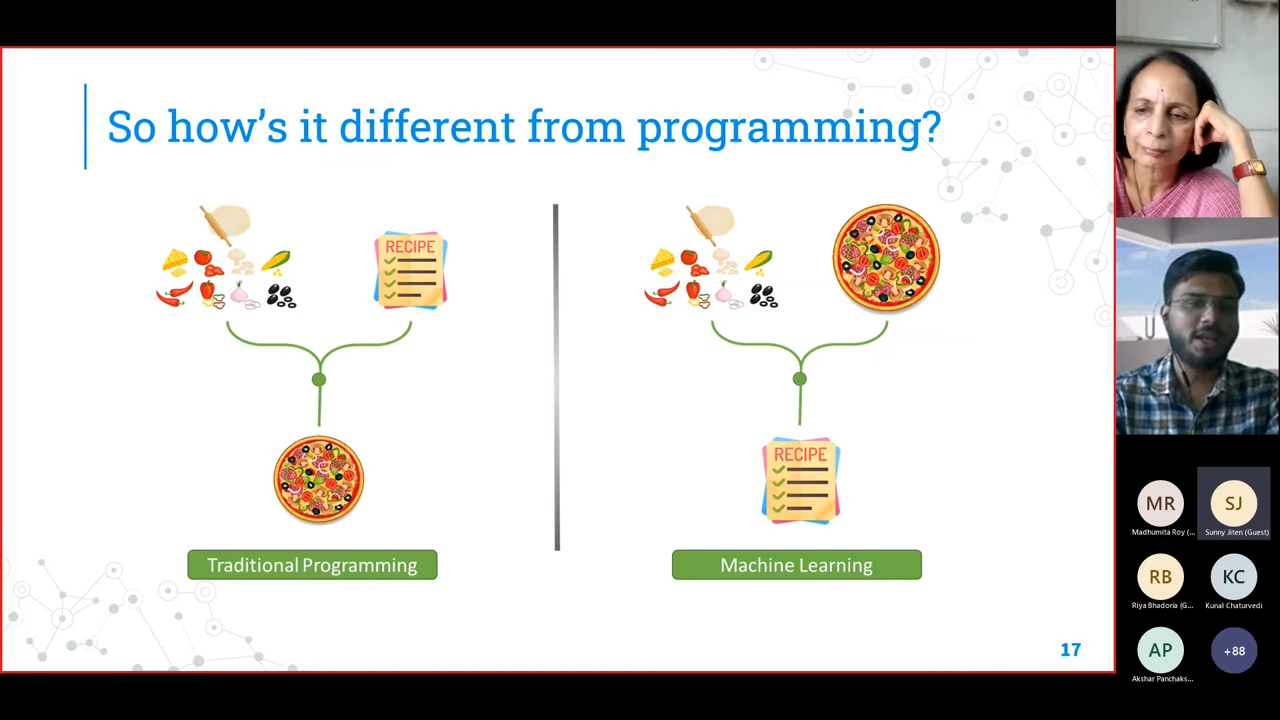 So how's it different from programming?
RECIPE
RECIPE
Traditional Programming
Machine Learning
17
MR
Madhumita Roy (...
SJ
Sunny Jiten (Guest)
RB
Riya Bhadoria (G...
KC
Kunal Chaturvedi
AP
Akshar Panchaks...
+88